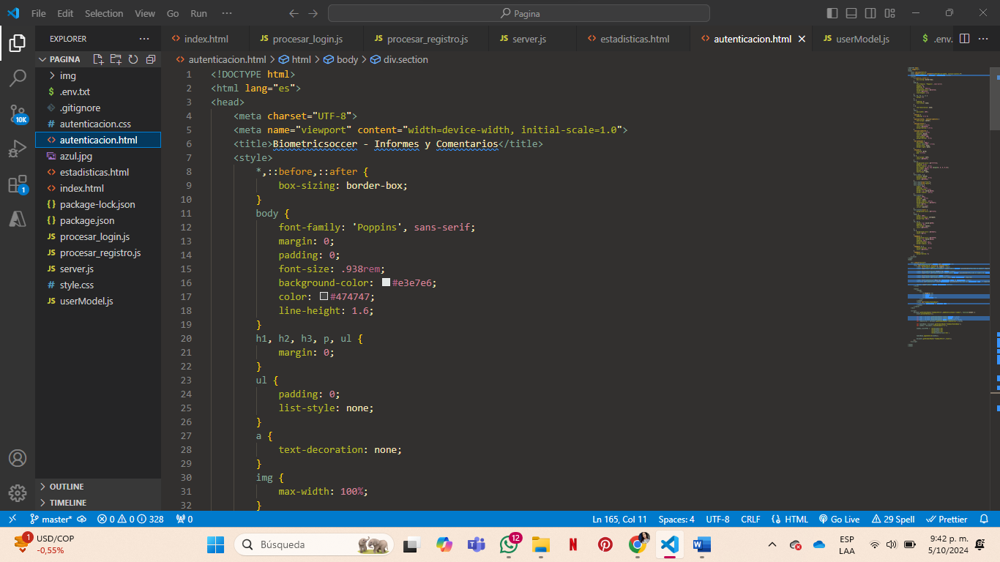 File Edit Selection View Go Run ··· Pagina
EXPLORER ···
index.html procesar_login.js procesar_registro.js server.js estadisticas.html autenticacion.html userModel.js .env. ···
PAGINA
img
.env.txt
.gitignore
autenticacion.css
autenticacion.html
azul.jpg
estadisticas.html
index.html
package-lock.json
package.json
procesar_login.js
procesar_registro.js
server.js
style.css
userModel.js
OUTLINE
TIMELINE
10K
1
autenticacion.html > html > body > div.section
1 <!DOCTYPE html>
2 <html lang="es">
3 <head>
4 <meta charset="UTF-8">
5 <meta name="viewport" content="width=device-width, initial-scale=1.0">
6 <title>Biometricsoccer - Informes y Comentarios</title>
7 <style>
8 *,::before,::after {
9 box-sizing: border-box;
10 }
11 body {
12 font-family: 'Poppins', sans-serif;
13 margin: 0;
14 padding: 0;
15 font-size: .938rem;
16 background-color: #e3e7e6;
17 color: #474747;
18 line-height: 1.6;
19 }
20 h1, h2, h3, p, ul {
21 margin: 0;
22 }
23 ul {
24 padding: 0;
25 list-style: none;
26 }
27 a {
28 text-decoration: none;
29 }
30 img {
31 max-width: 100%;
32 }
master* 0 0 328 0 Ln 165, Col 11 Spaces: 4 UTF-8 CRLF HTML Go Live 29 Spell Prettier
1 USD/COP
-0,55%
Búsqueda
12
ESP
LAA
9:42 p. m.
5/10/2024